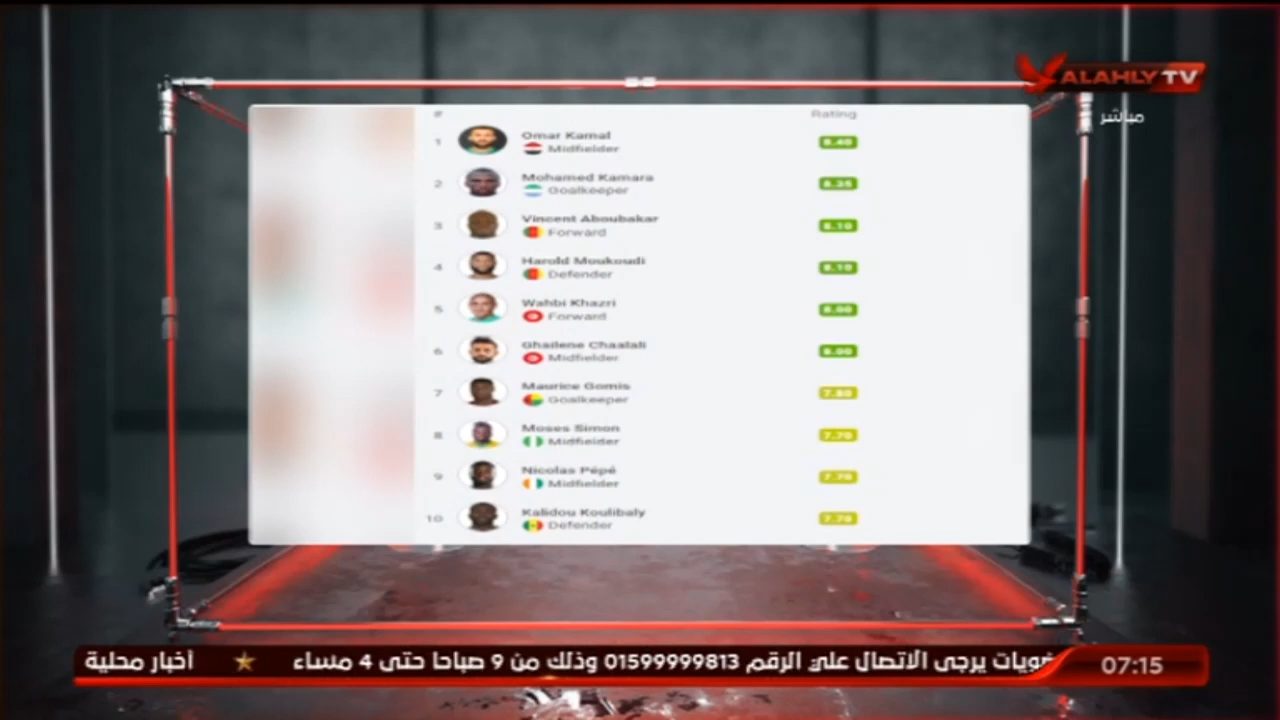 ALAHLY TV
مباشر
# Rating
1 Omar Kamal 8.40
Midfielder
2 Mohamed Kamara 8.35
Goalkeeper
3 Vincent Aboubakar 8.10
Forward
4 Harold Moukoudi 8.10
Defender
5 Wahbi Khazri 8.00
Forward
6 Ghailene Chaalali 8.00
Midfielder
7 Maurice Gomis 7.80
Goalkeeper
8 Moses Simon 7.70
Midfielder
9 Nicolas Pépé 7.70
Midfielder
10 Kalidou Koulibaly 7.70
Defender
يرجى الاتصال علي الرقم 01599999813 وذلك من 9 صباحا حتى 4 مساء ★ أخبار محلية
07:15